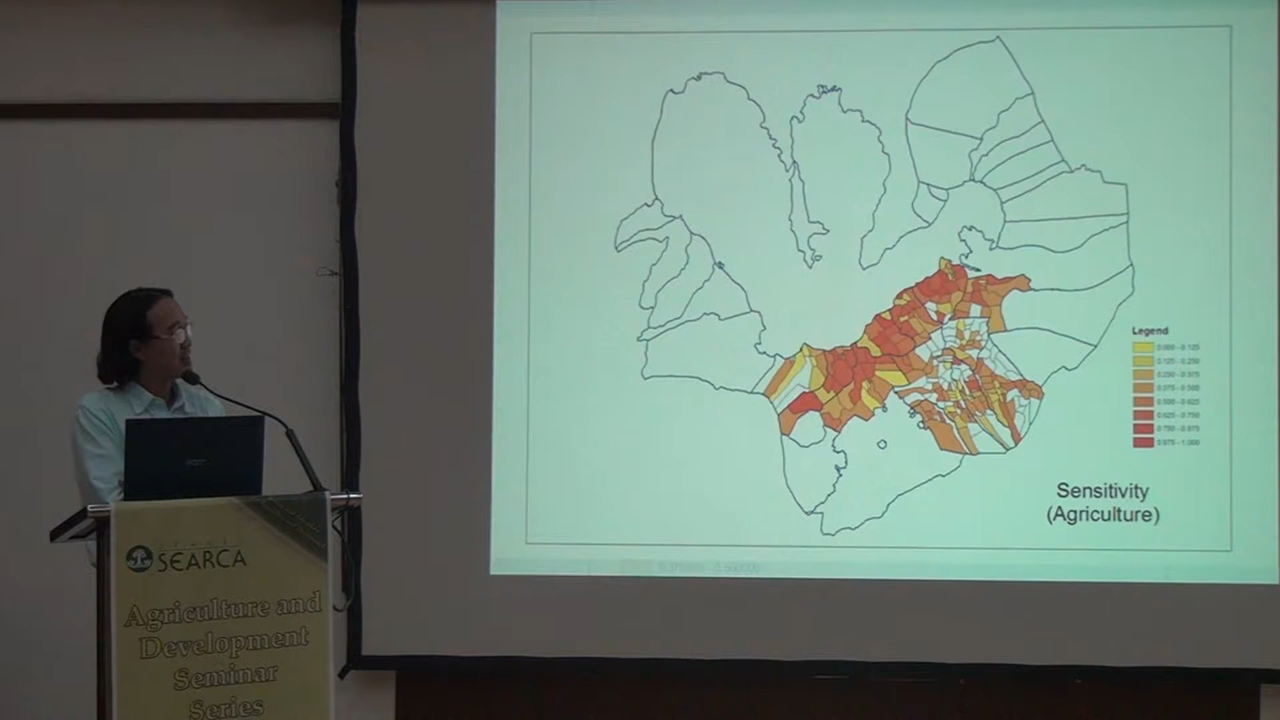 Legend
0.000 - 0.125
0.125 - 0.250
0.250 - 0.375
0.375 - 0.500
0.500 - 0.625
0.625 - 0.750
0.750 - 0.875
0.875 - 1.000
Sensitivity
(Agriculture)
SEARCA
Agriculture and
Development
Seminar
Series